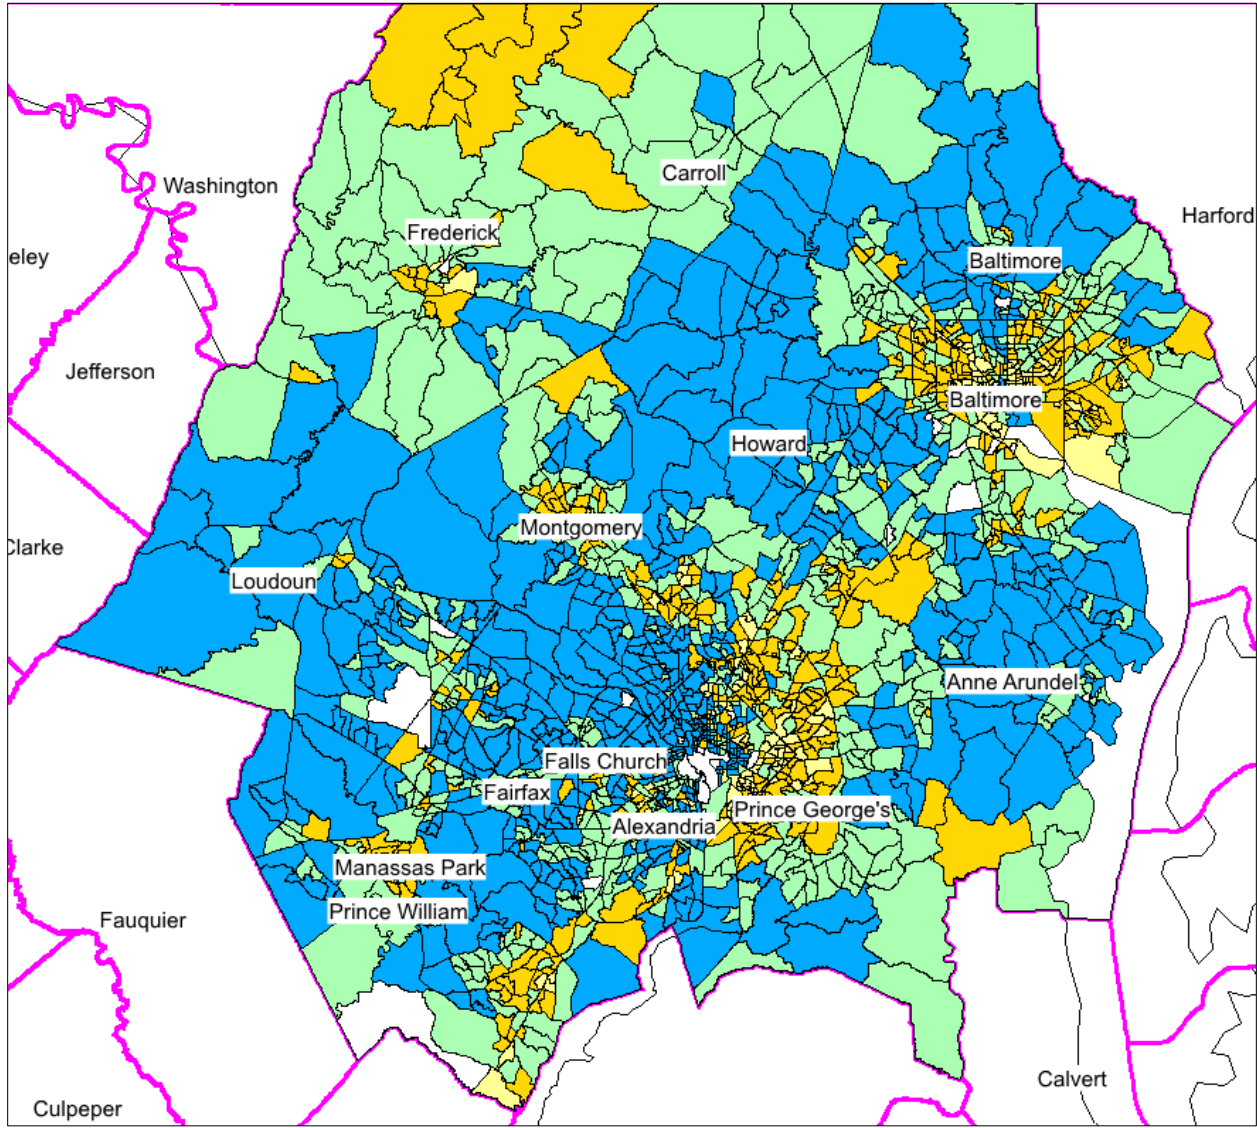 Carroll
Washington
Harford
Frederick
eley
Baltimore
Jefferson
Baltimore
Howard
Montgomery
Clarke
Loudoun
Anne Arundel
Falls Church
Fairfax
Prince George's
Alexandria
Manassas Park
Prince William
Fauquier
Calvert
Culpeper